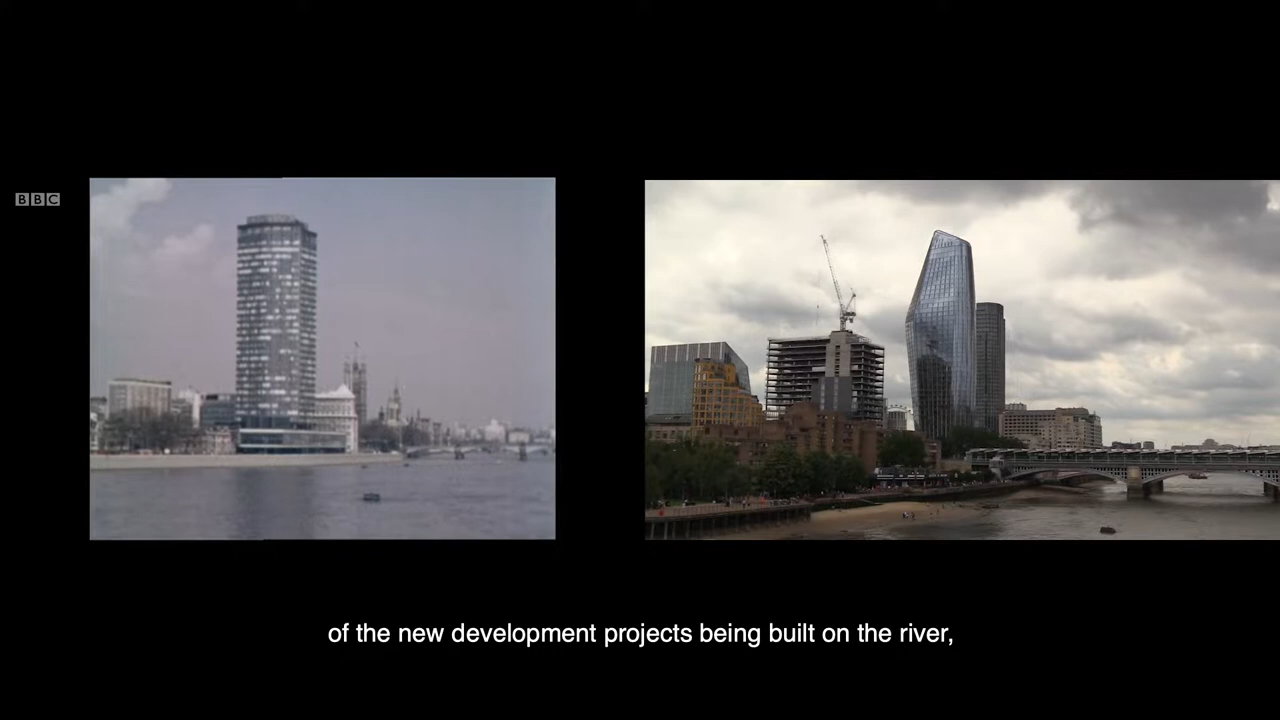 BBC
of the new development projects being built on the river,